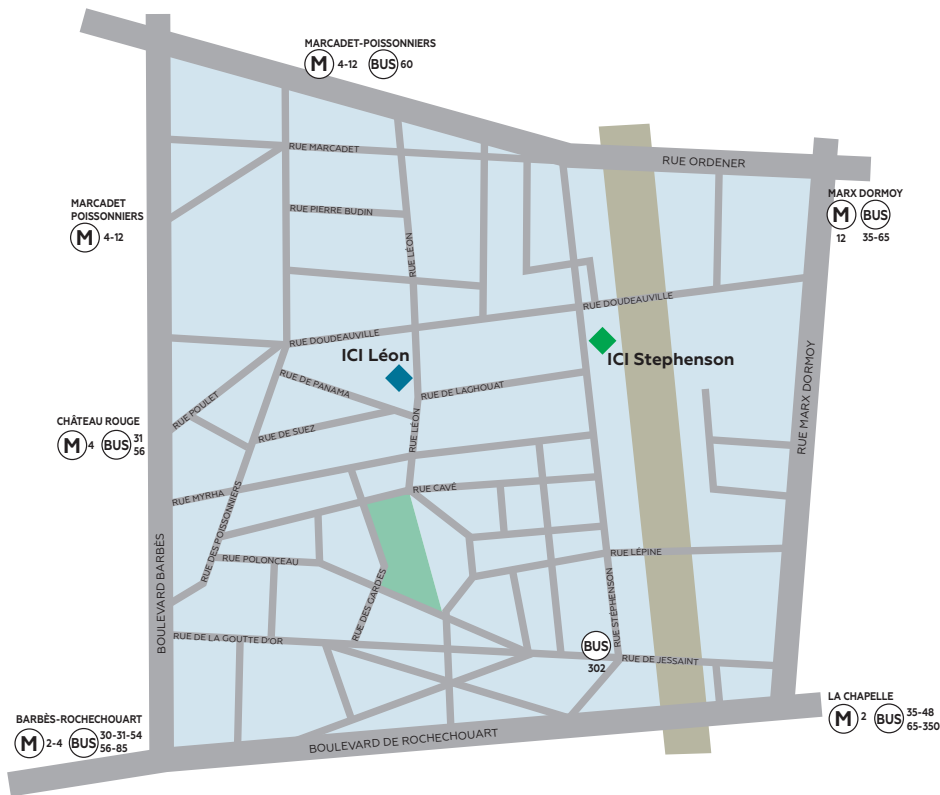 MARCADET-POISSONNIERS
M 4-12 BUS 60
RUE ORDENER
RUE MARCADET
MARX DORMOY
M BUS
12 35-65
MARCADET
POISSONNIERS
M 4-12
RUE PIERRE BUDIN
RUE LÉON
RUE DOUDEAUVILLE
RUE DOUDEAUVILLE
ICI Léon
ICI Stephenson
RUE DE PANAMA
RUE DE LAGHOUAT
RUE MARX DORMOY
RUE POULET
CHÂTEAU ROUGE
M 4 BUS 31
56
RUE DE SUEZ
RUE LÉON
RUE MYRHA
RUE CAVÉ
RUE DES POISSONNIERS
RUE POLONCEAU
RUE LÉPINE
RUE DES GARDES
RUE STÉPHENSON
BOULEVARD BARBÈS
RUE DE LA GOUTTE D'OR
BUS
302
RUE DE JESSAINT
LA CHAPELLE
M 2 BUS 35-48
65-350
BARBÈS-ROCHECHOUART
M 2-4 BUS 30-31-54
56-85
BOULEVARD DE ROCHECHOUART